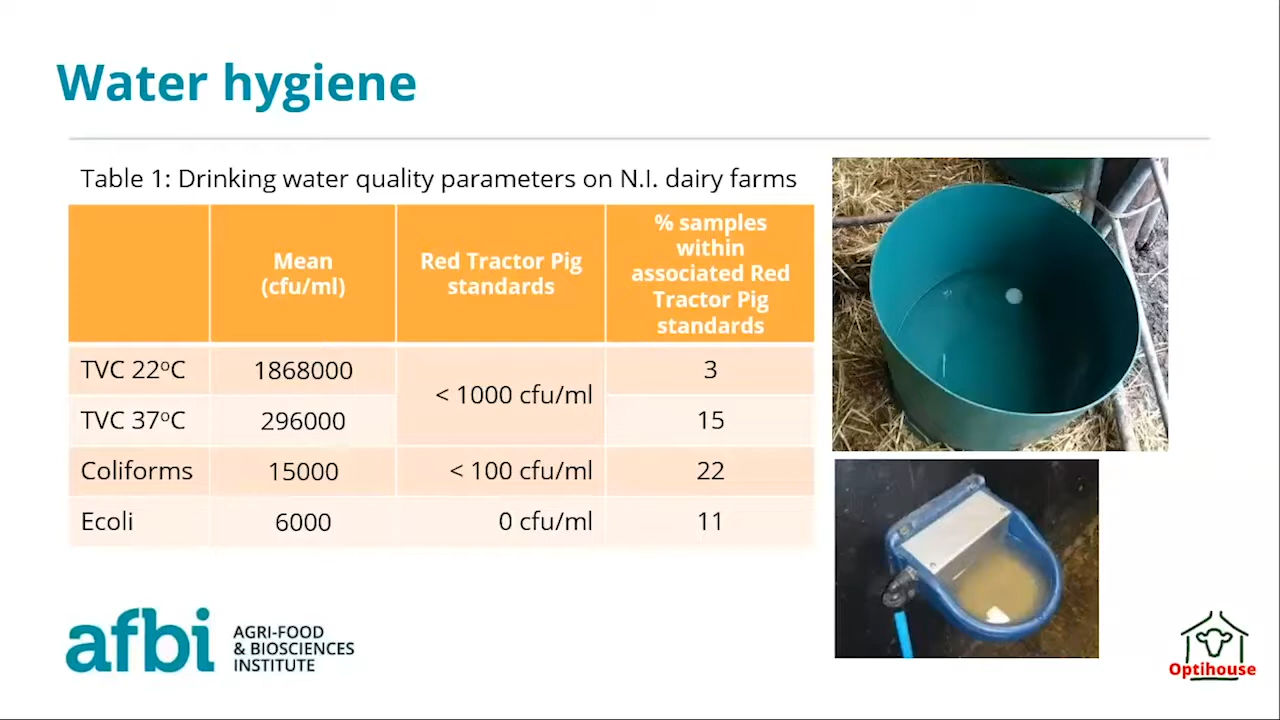 Water hygiene
Table 1: Drinking water quality parameters on N.I. dairy farms
Mean
(cfu/ml)
Red Tractor Pig
standards
% samples
within
associated Red
Tractor Pig
standards
TVC 22ºC 1868000 < 1000 cfu/ml 3
TVC 37ºC 296000 15
Coliforms 15000 < 100 cfu/ml 22
Ecoli 6000 0 cfu/ml 11
afbi
AGRI-FOOD
& BIOSCIENCES
INSTITUTE
Optihouse